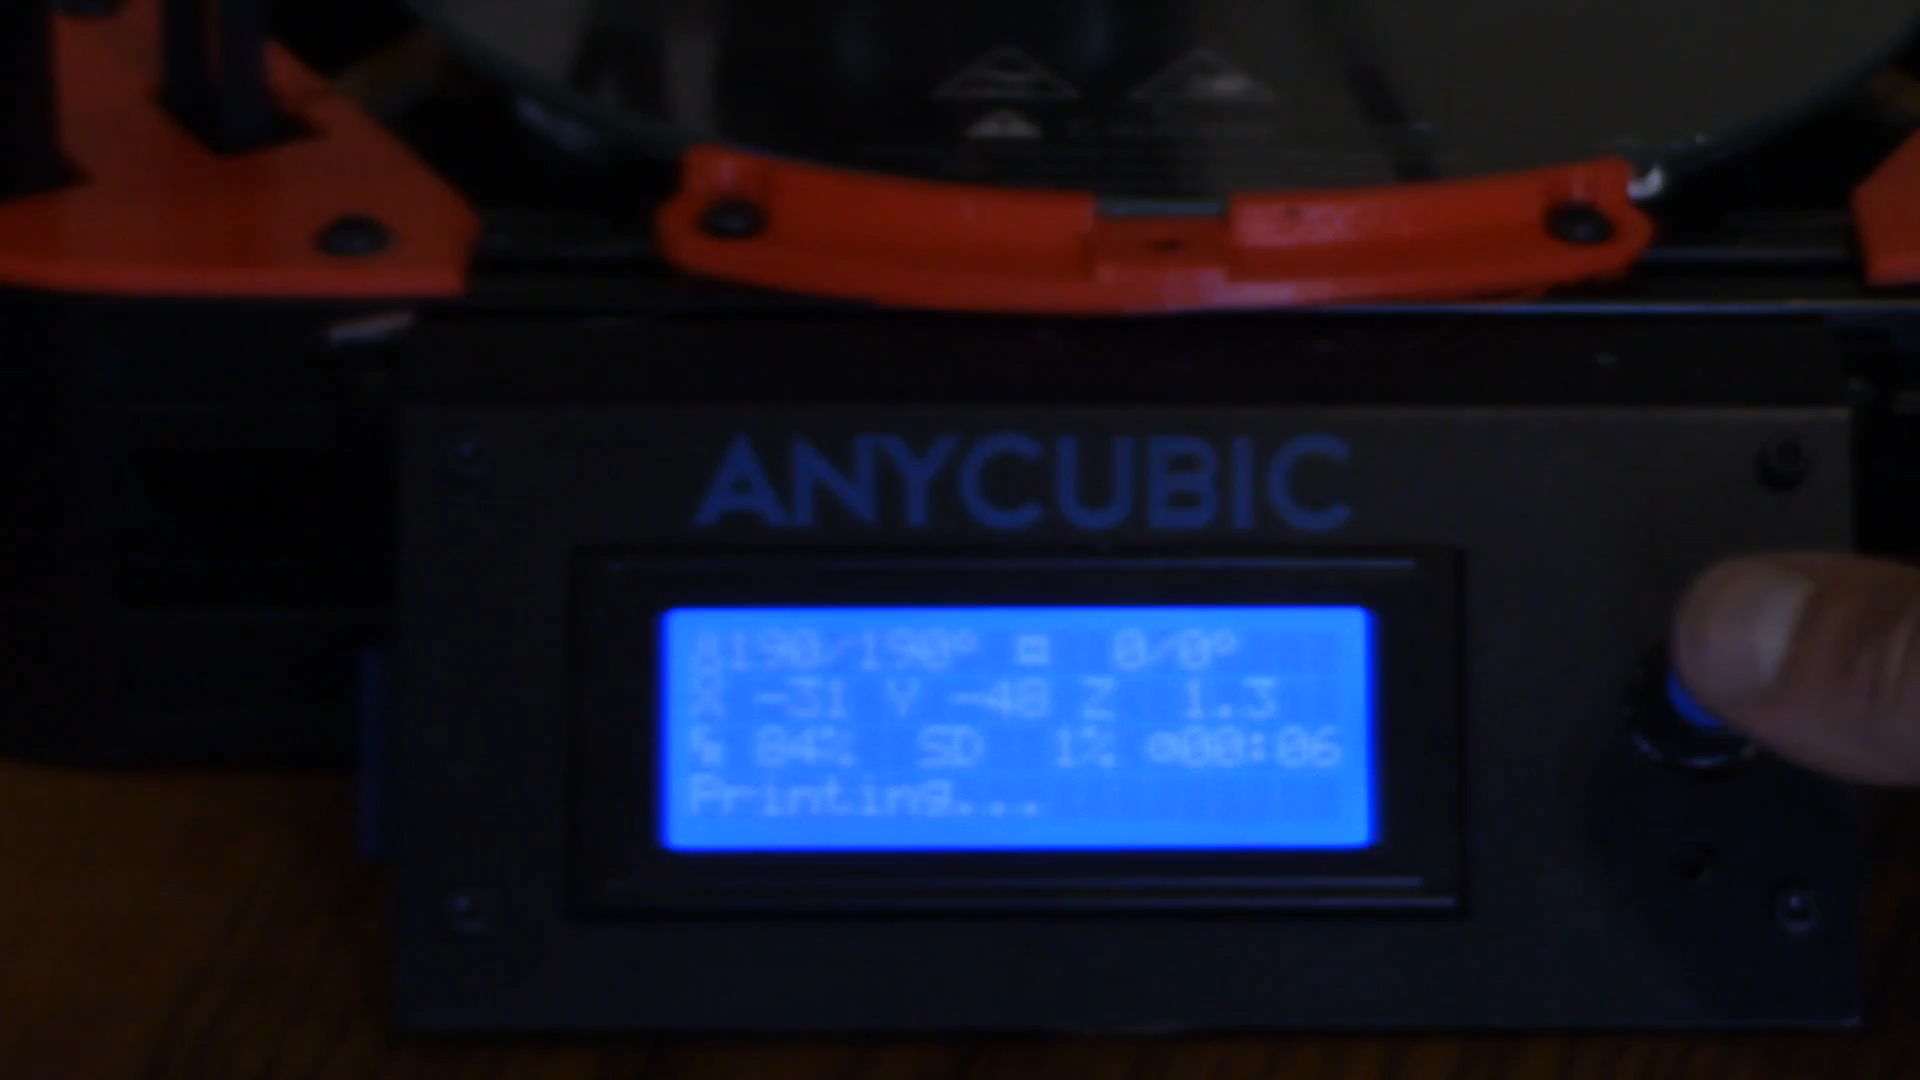 ANYCUBIC
190/190° 0/0°
X -31 Y -48 Z 1.3
84% SD 1% 00:06
Printing...